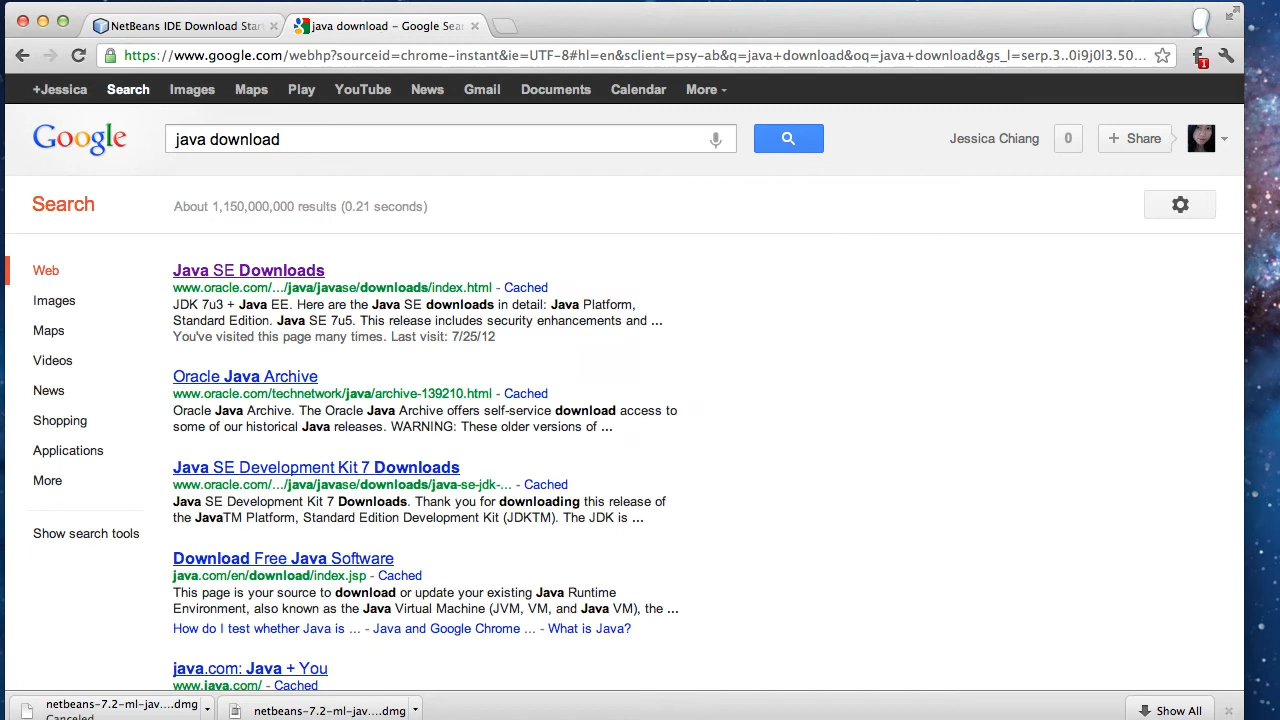 NetBeans IDE Download Start
java download – Google Sear
https://www.google.com/webhp?sourceid=chrome-instant&ie=UTF-8#hl=en&sclient=psy-ab&q=java+download&oq=java+download&gs_l=serp.3..0i9j0l3.50...
1
+Jessica Search Images Maps Play YouTube News Gmail Documents Calendar More
Google
java download
Jessica Chiang 0 + Share
Search
About 1,150,000,000 results (0.21 seconds)
Web
Images
Maps
Videos
News
Shopping
Applications
More
Show search tools
Java SE Downloads
www.oracle.com/.../java/javase/downloads/index.html - Cached
JDK 7u3 + Java EE. Here are the Java SE downloads in detail: Java Platform,
Standard Edition. Java SE 7u5. This release includes security enhancements and ...
You've visited this page many times. Last visit: 7/25/12
Oracle Java Archive
www.oracle.com/technetwork/java/archive-139210.html - Cached
Oracle Java Archive. The Oracle Java Archive offers self-service download access to
some of our historical Java releases. WARNING: These older versions of ...
Java SE Development Kit 7 Downloads
www.oracle.com/.../java/javase/downloads/java-se-jdk-... - Cached
Java SE Development Kit 7 Downloads. Thank you for downloading this release of
the JavaTM Platform, Standard Edition Development Kit (JDKTM). The JDK is ...
Download Free Java Software
java.com/en/download/index.jsp - Cached
This page is your source to download or update your existing Java Runtime
Environment, also known as the Java Virtual Machine (JVM, VM, and Java VM), the ...
How do I test whether Java is ... - Java and Google Chrome ... - What is Java?
java.com: Java + You
www.java.com/ - Cached
netbeans-7.2-ml-jav....dmg
Canceled
netbeans-7.2-ml-jav....dmg
Show All